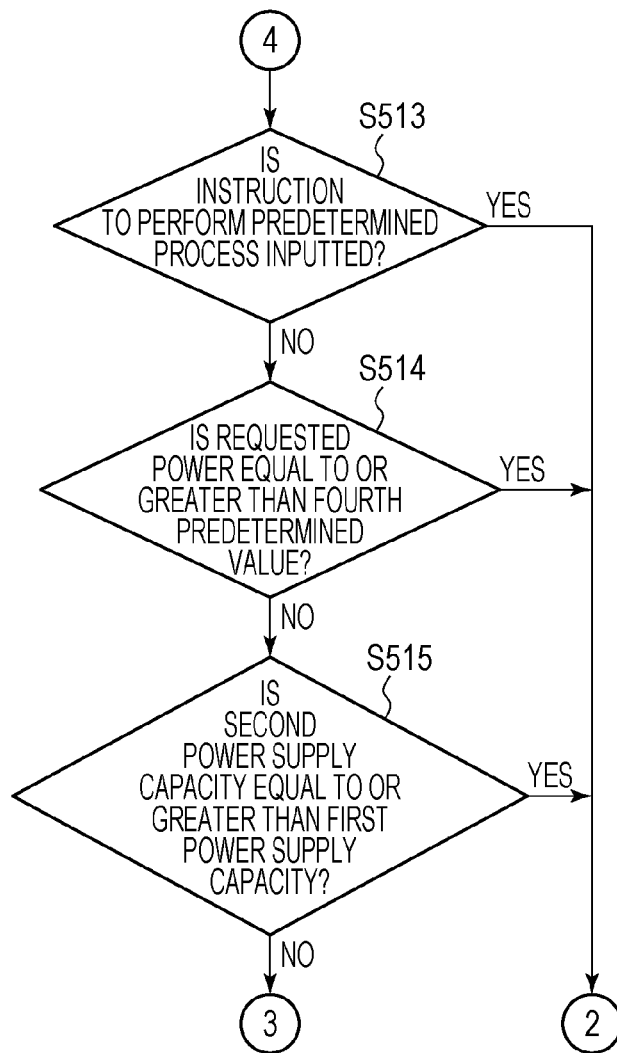 4
S513
IS
INSTRUCTION
TO PERFORM PREDETERMINED
PROCESS INPUTTED?
YES
NO
S514
IS REQUESTED
POWER EQUAL TO OR
GREATER THAN FOURTH
PREDETERMINED
VALUE?
YES
NO
S515
IS
SECOND
POWER SUPPLY
CAPACITY EQUAL TO OR
GREATER THAN FIRST
POWER SUPPLY
CAPACITY?
YES
NO
3
2